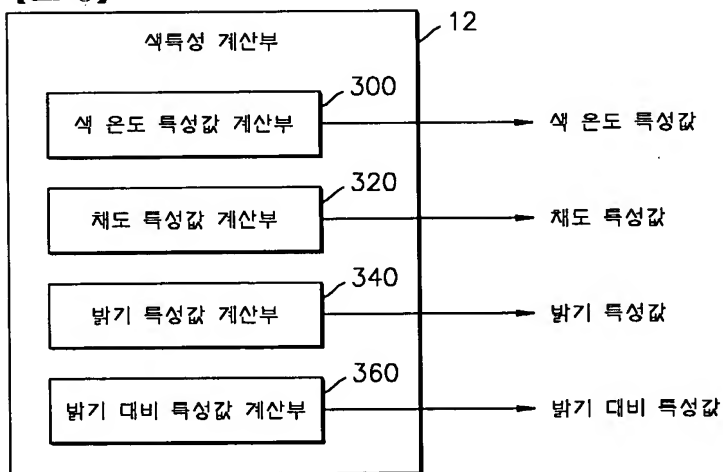 12
색특성 계산부
300
색 온도 특성값 계산부
색 온도 특성값
320
채도 특성값 계산부
채도 특성값
340
밝기 특성값 계산부
밝기 특성값
360
밝기 대비 특성값 계산부
밝기 대비 특성값